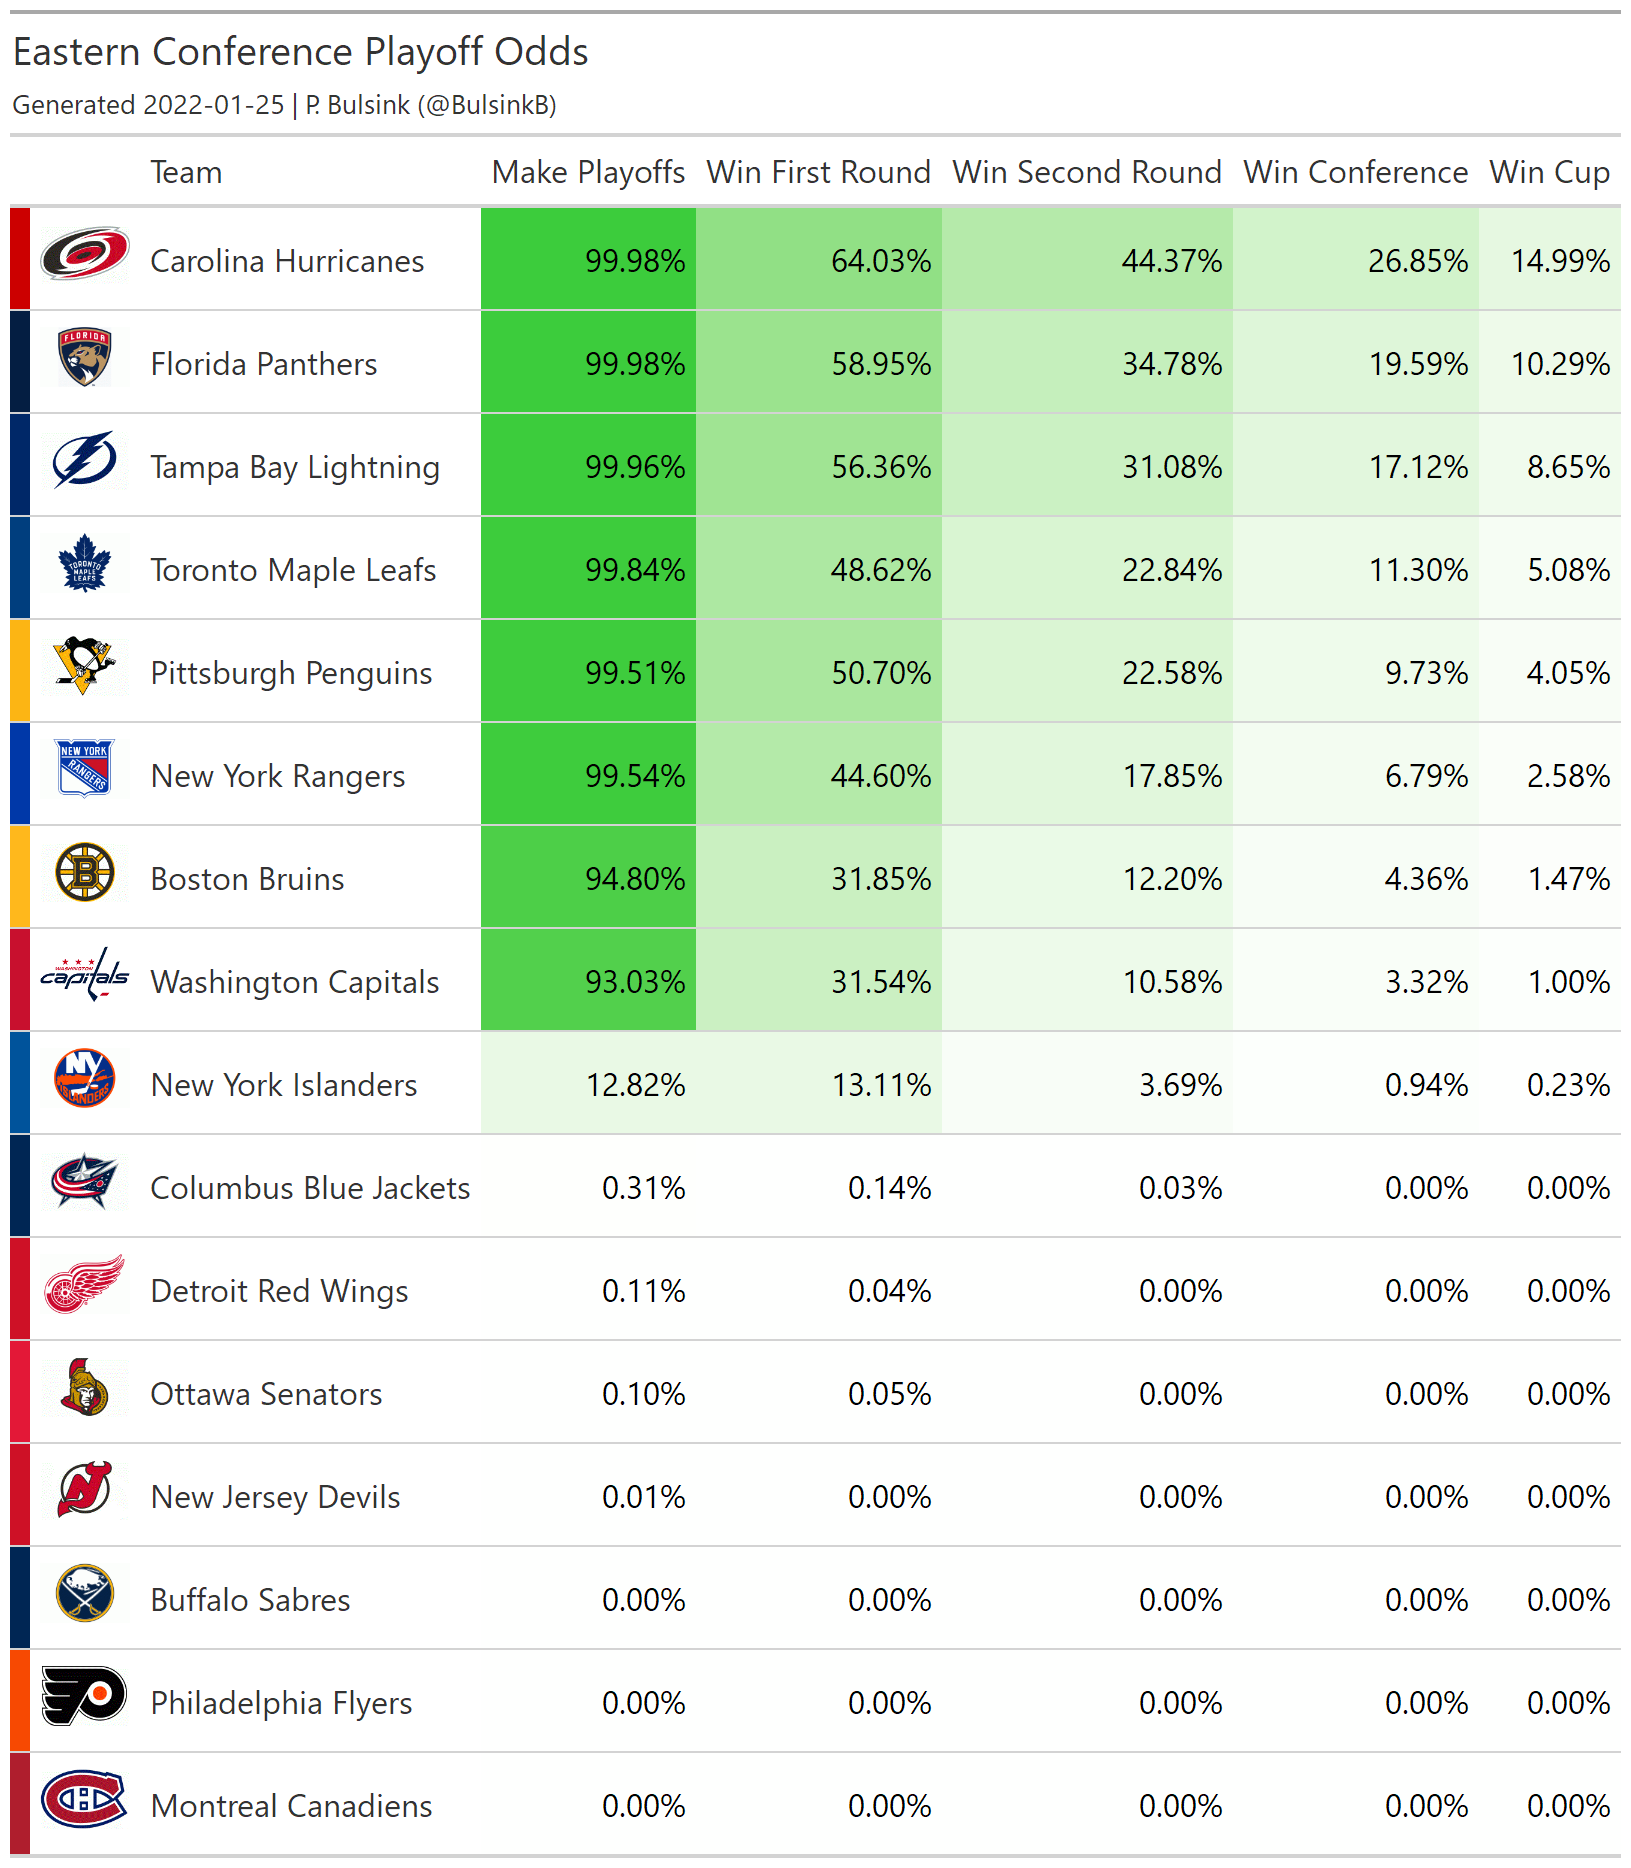 Eastern Conference Playoff Odds
Generated 2022-01-25 | P. Bulsink (@BulsinkB)
Team Make Playoffs Win First Round Win Second Round Win Conference Win Cup
Carolina Hurricanes 99.98% 64.03% 44.37% 26.85% 14.99%
FLORIDA
Florida Panthers 99.98% 58.95% 34.78% 19.59% 10.29%
Tampa Bay Lightning 99.96% 56.36% 31.08% 17.12% 8.65%
TORONTO
MAPLE
LEAFS
Toronto Maple Leafs 99.84% 48.62% 22.84% 11.30% 5.08%
Pittsburgh Penguins 99.51% 50.70% 22.58% 9.73% 4.05%
NEW YORK
RANGERS
New York Rangers 99.54% 44.60% 17.85% 6.79% 2.58%
B
Boston Bruins 94.80% 31.85% 12.20% 4.36% 1.47%
WASHINGTON
capitals
Washington Capitals 93.03% 31.54% 10.58% 3.32% 1.00%
NY
ISLANDERS
New York Islanders 12.82% 13.11% 3.69% 0.94% 0.23%
Columbus Blue Jackets 0.31% 0.14% 0.03% 0.00% 0.00%
Detroit Red Wings 0.11% 0.04% 0.00% 0.00% 0.00%
Ottawa Senators 0.10% 0.05% 0.00% 0.00% 0.00%
New Jersey Devils 0.01% 0.00% 0.00% 0.00% 0.00%
Buffalo Sabres 0.00% 0.00% 0.00% 0.00% 0.00%
Philadelphia Flyers 0.00% 0.00% 0.00% 0.00% 0.00%
Montreal Canadiens 0.00% 0.00% 0.00% 0.00% 0.00%